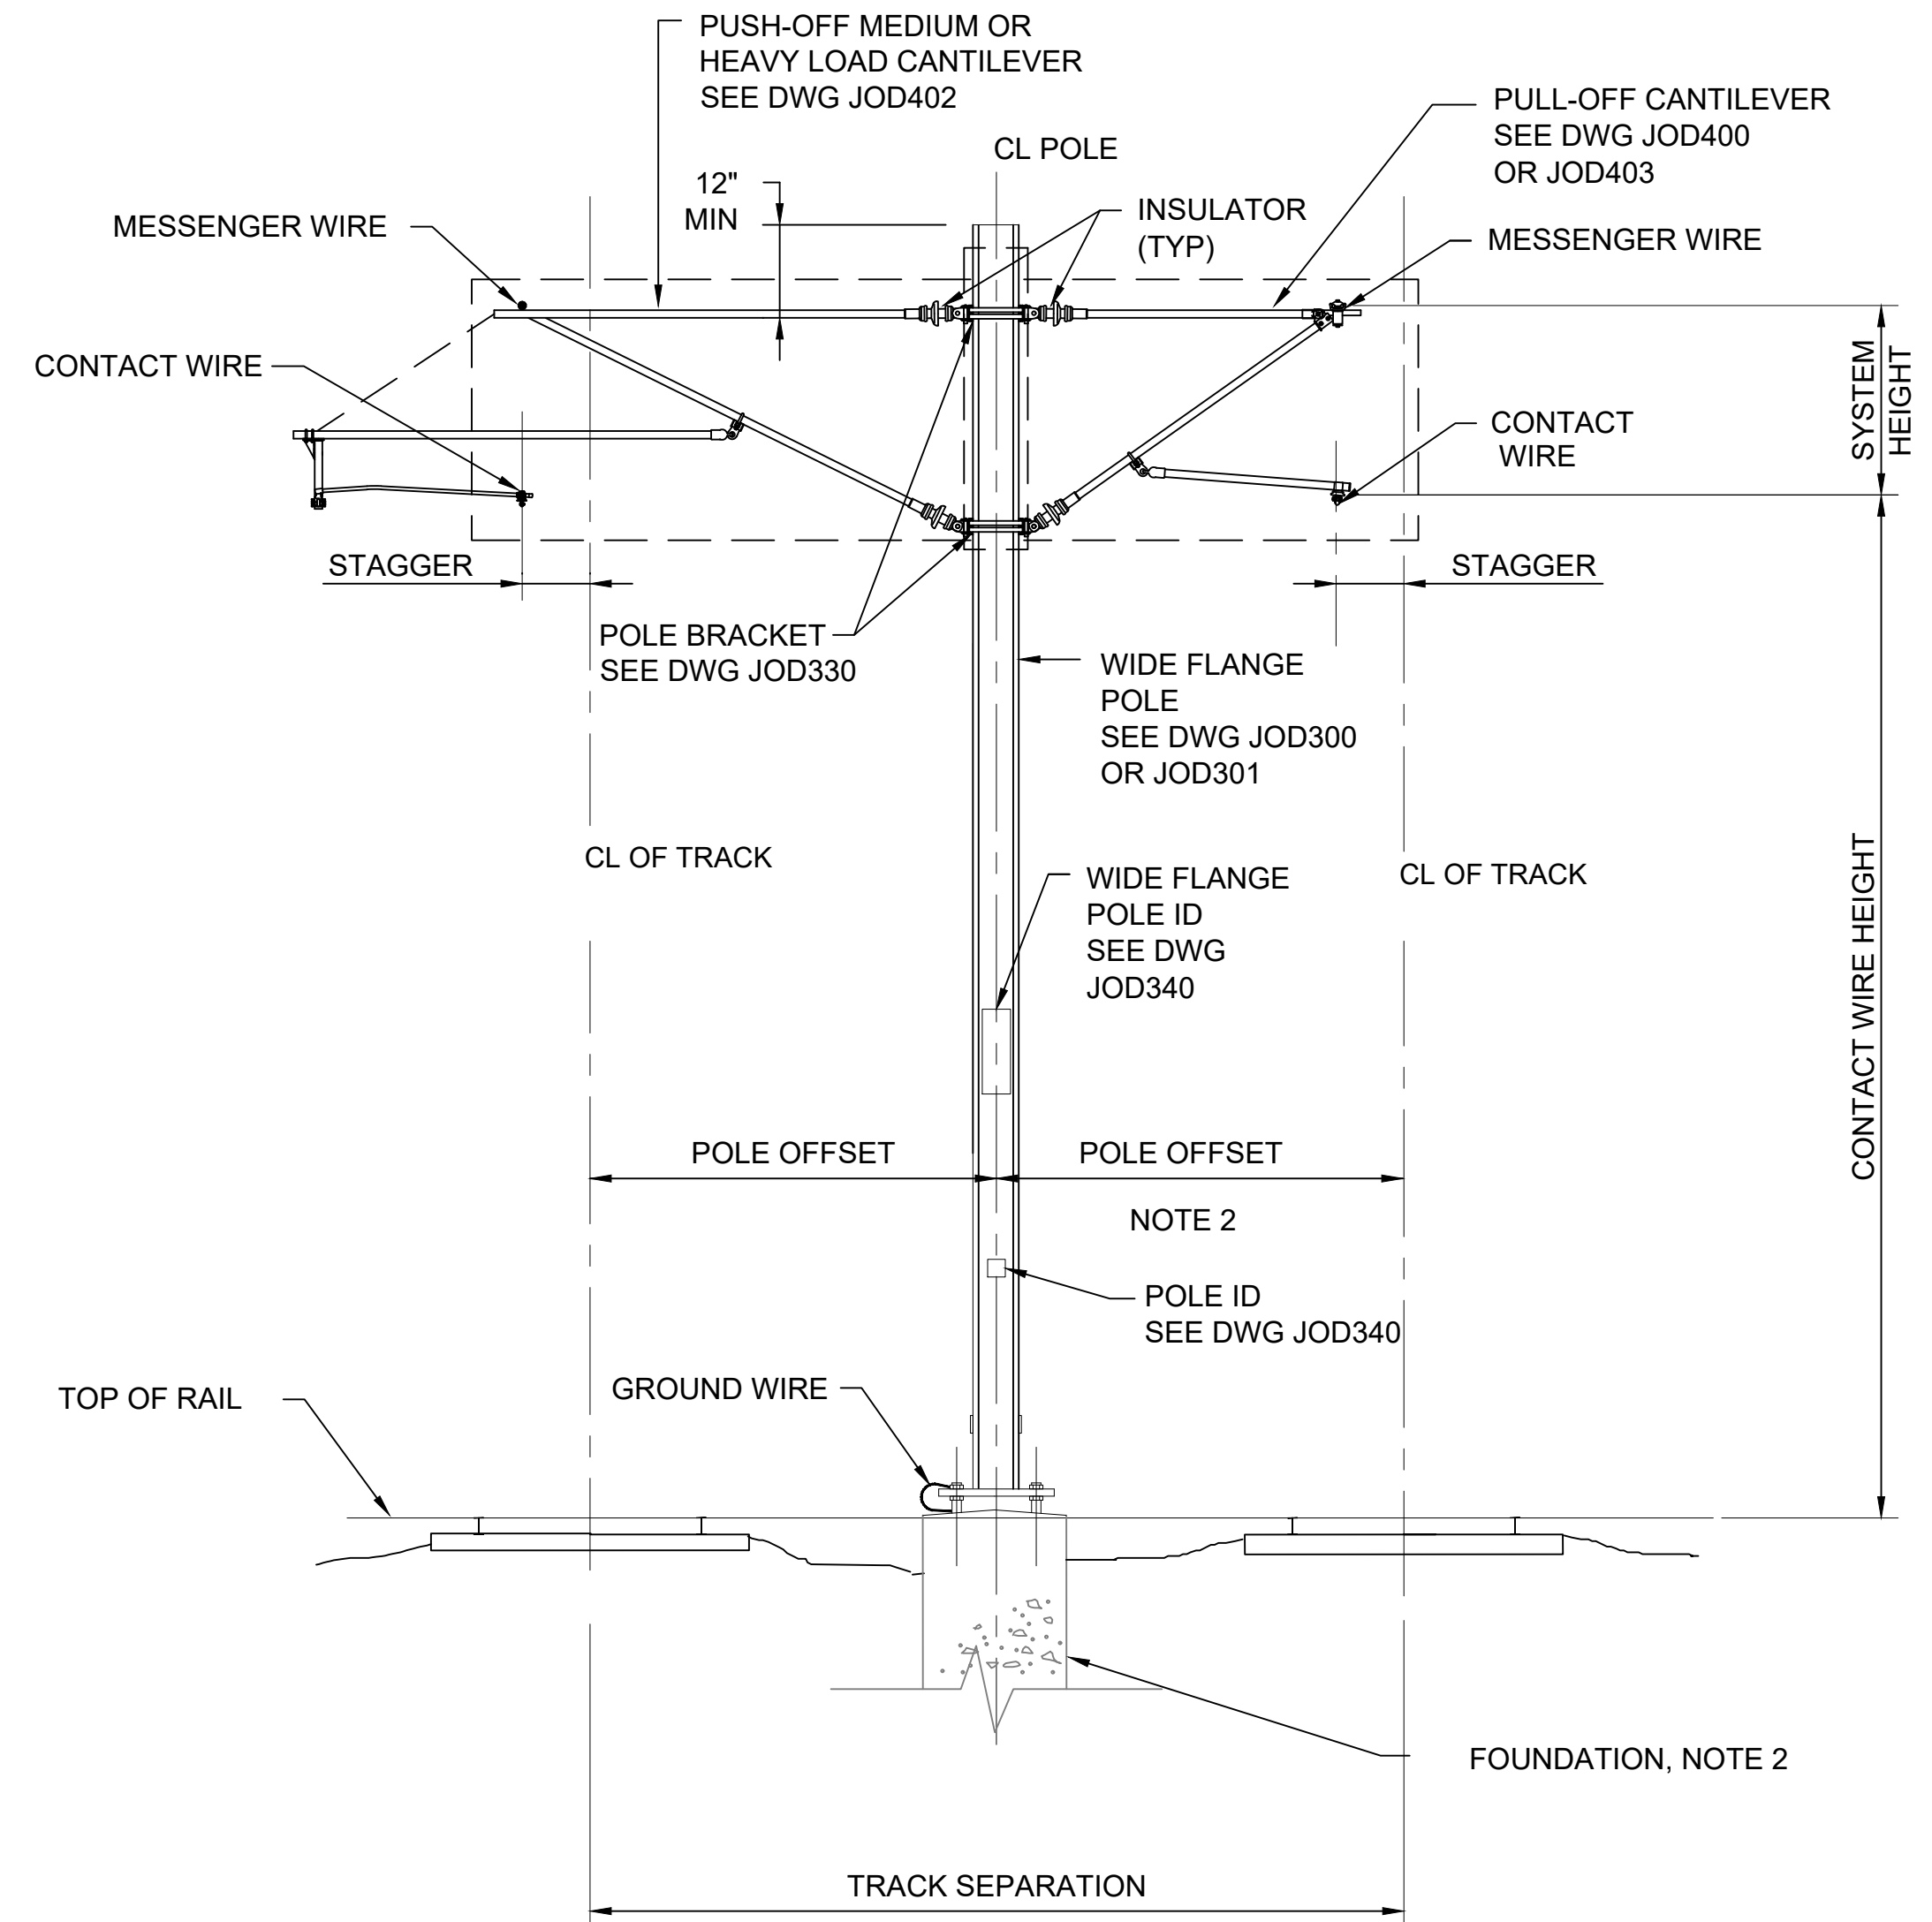 PUSH-OFF MEDIUM OR
HEAVY LOAD CANTILEVER
SEE DWG JOD402
PULL-OFF CANTILEVER
SEE DWG JOD400
OR JOD403
CL POLE
12"
MIN
MESSENGER WIRE
INSULATOR
(TYP)
MESSENGER WIRE
CONTACT WIRE
SYSTEM
HEIGHT
CONTACT
WIRE
STAGGER
STAGGER
POLE BRACKET
SEE DWG JOD330
WIDE FLANGE
POLE
SEE DWG JOD300
OR JOD301
CL OF TRACK
CL OF TRACK
WIDE FLANGE
POLE ID
SEE DWG
JOD340
CONTACT WIRE HEIGHT
POLE OFFSET
POLE OFFSET
NOTE 2
POLE ID
SEE DWG JOD340
TOP OF RAIL
GROUND WIRE
FOUNDATION, NOTE 2
TRACK SEPARATION